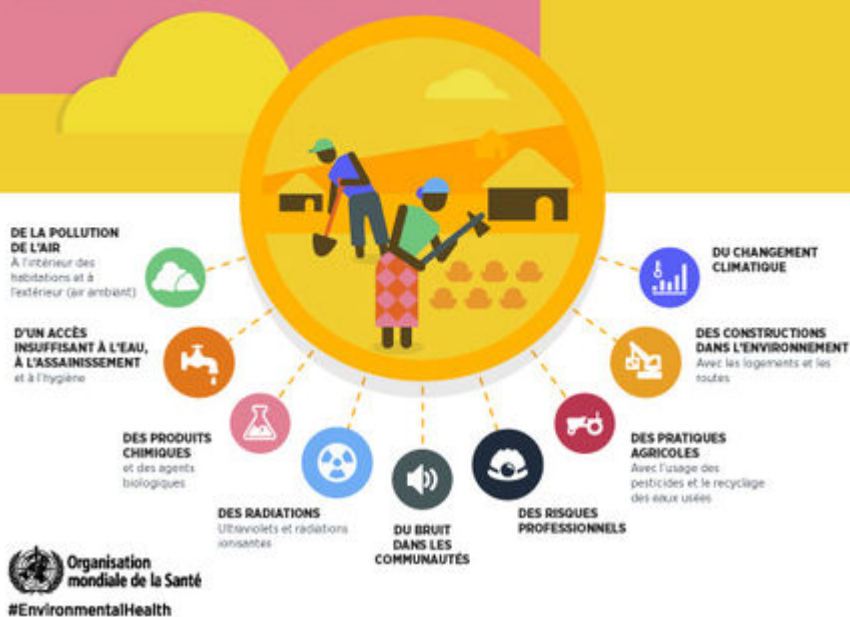 DE LA POLLUTION
DE L'AIR
À l'intérieur des
habitations et à
l'extérieur (air ambiant)
D'UN ACCÈS
INSUFFISANT À L'EAU,
À L'ASSAINISSEMENT
et à l'hygiène
DES PRODUITS
CHIMIQUES
et des agents
biologiques
DES RADIATIONS
Ultraviolets et radiations
ionisantes
DU BRUIT
DANS LES
COMMUNAUTÉS
DES RISQUES
PROFESSIONNELS
DES PRATIQUES
AGRICOLES
Avec l'usage des
pesticides et le recyclage
des eaux usées
DES CONSTRUCTIONS
DANS L'ENVIRONNEMENT
Avec les logements et les
routes
DU CHANGEMENT
CLIMATIQUE
Organisation
mondiale de la Santé
#EnvironmentalHealth